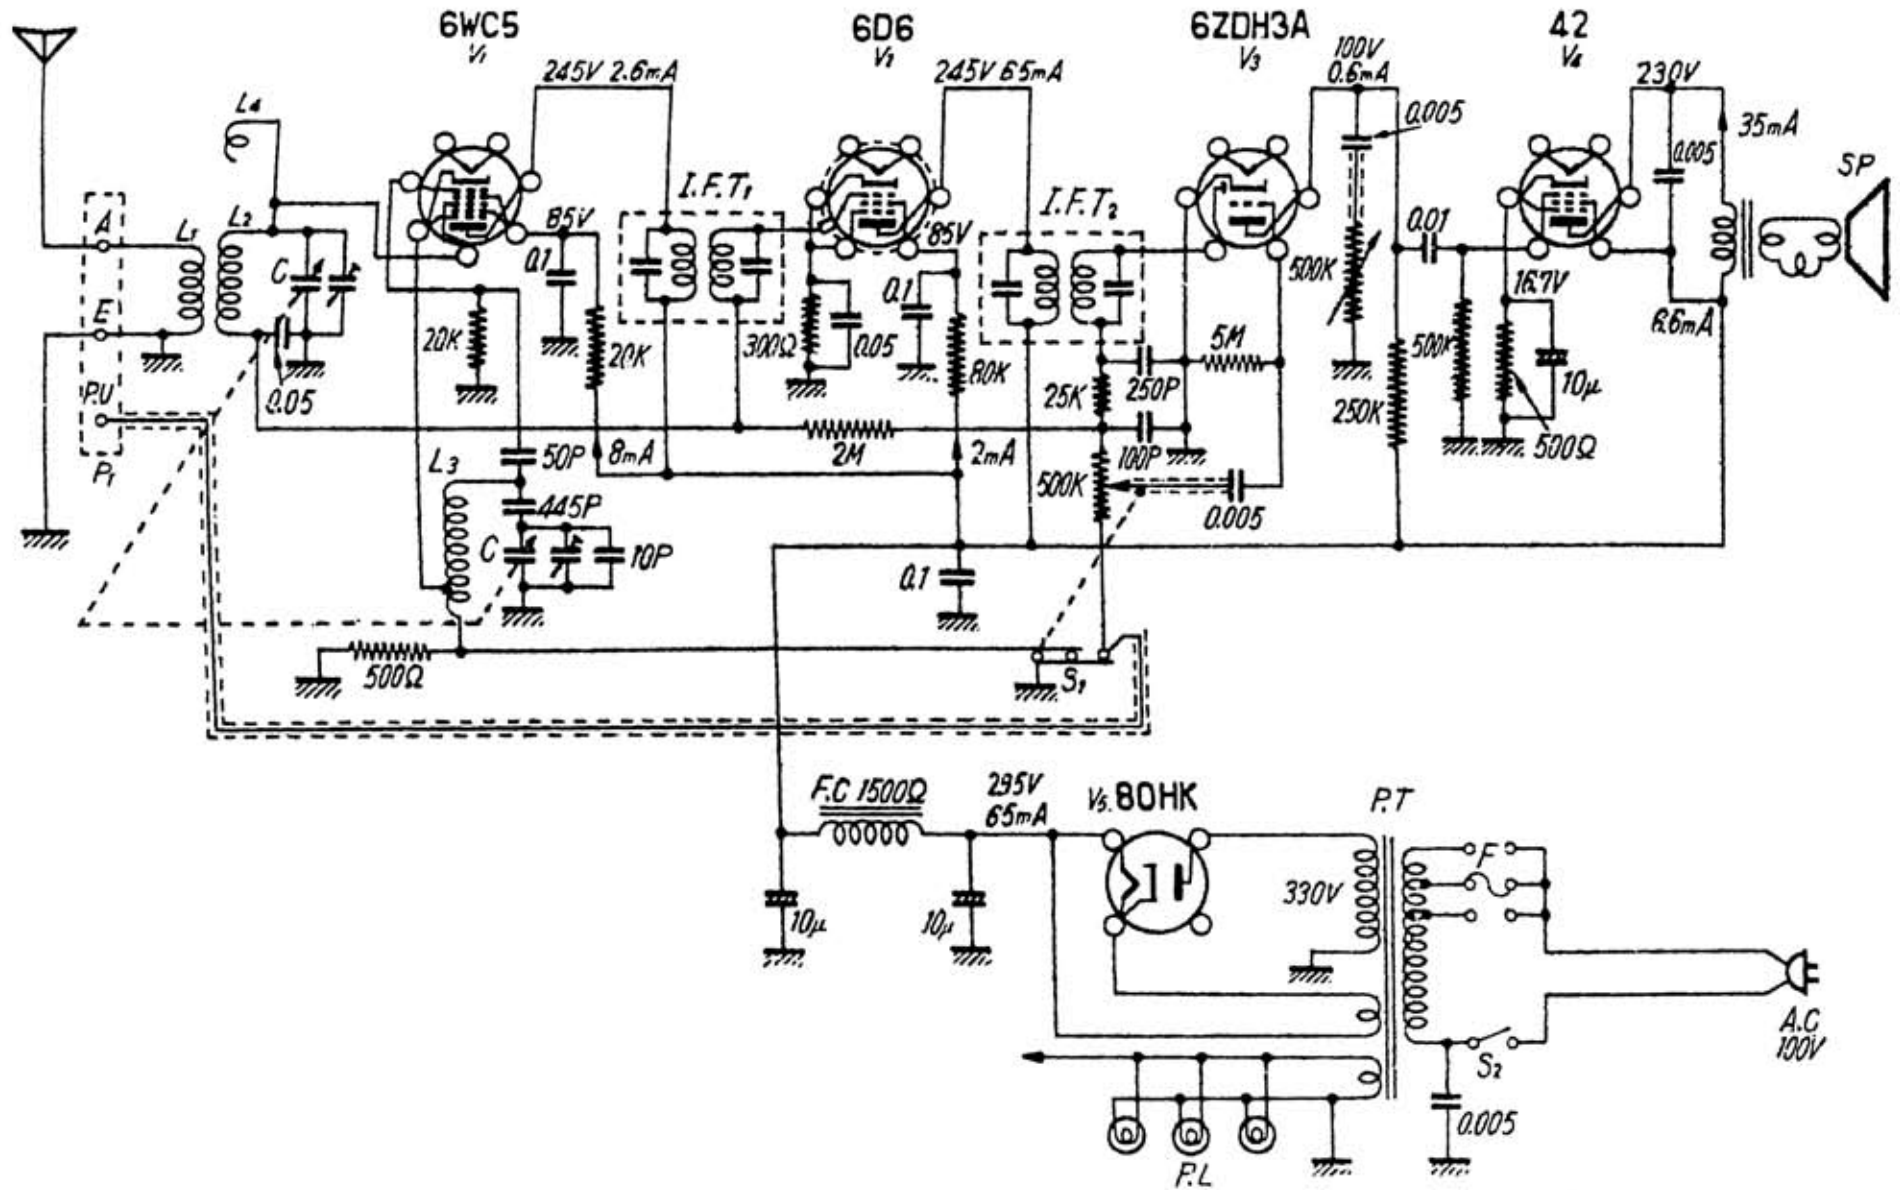 6WC5
V₁
6D6
V₂
6ZDH3A
V₃
42
V₄
245V 2.6mA
245V 65mA
100V
0.6mA
230V
0.005
35mA
0.005
SP
L₄
I.F.T₁
I.F.T₂
A
L₁
L₂
C
85V
0.1
85V
0.1
500K
0.01
16.7V
6.6mA
E
20K
20K
300Ω
0.05
80K
5M
250P
25K
250K
500K
10μ
500Ω
P.U
0.05
P₁
2M
8mA
2mA
100P
L₃
50P
445P
500K
0.005
C
10P
0.1
500Ω
S₁
F.C 1500Ω
295V
65mA
V₅. 80HK
P.T
10μ
10μ
330V
F
A.C
100V
S₂
0.005
P.L